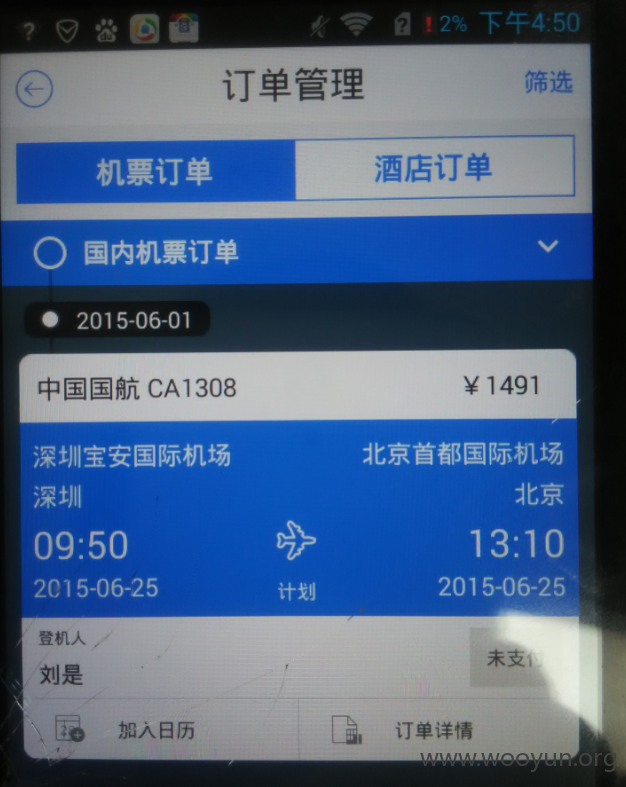 2% 下午4:50
订单管理 筛选
机票订单 酒店订单
国内机票订单
2015-06-01
中国国航 CA1308 ￥1491
深圳宝安国际机场 北京首都国际机场
深圳 北京
09:50 13:10
2015-06-25 计划 2015-06-25
登机人
刘是 未支付
加入日历 订单详情
www.wooyun.org